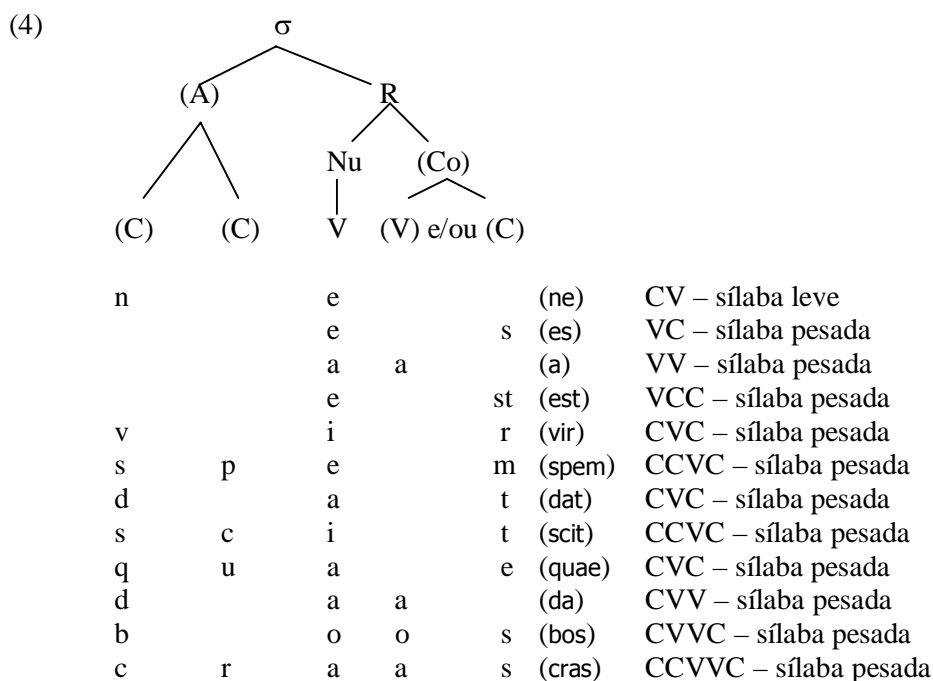 (4) σ
(A) R
Nu (Co)
(C) (C) V (V) e/ou (C)
n e (ne) CV – sílaba leve
e s (es) VC – sílaba pesada
a a (a) VV – sílaba pesada
e st (est) VCC – sílaba pesada
v i r (vir) CVC – sílaba pesada
s p e m (spem) CCVC – sílaba pesada
d a t (dat) CVC – sílaba pesada
s c i t (scit) CCVC – sílaba pesada
q u a e (quae) CVC – sílaba pesada
d a a (da) CVV – sílaba pesada
b o o s (bos) CVVC – sílaba pesada
c r a a s (cras) CCVVC – sílaba pesada